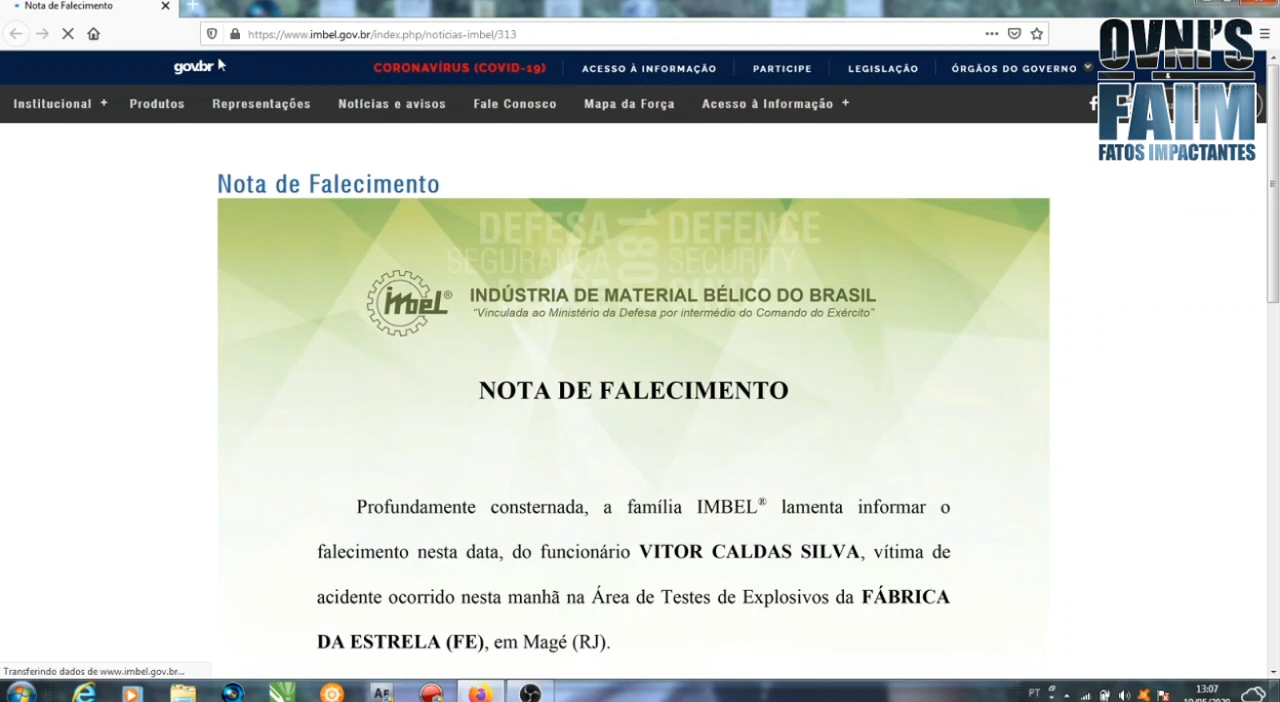 Nota de Falecimento
https://www.imbel.gov.br/index.php/noticias-imbel/313
OVNI'S
&
FAIM
FATOS IMPACTANTES
gov.br
CORONAVÍRUS (COVID-19)
ACESSO À INFORMAÇÃO
PARTICIPE
LEGISLAÇÃO
ÓRGÃOS DO GOVERNO
Institucional +
Produtos
Representações
Notícias e avisos
Fale Conosco
Mapa da Força
Acesso à Informação +
Nota de Falecimento
DEFESA
DEFENCE
SEGURANÇA
SECURITY
imbel®
INDÚSTRIA DE MATERIAL BÉLICO DO BRASIL
“Vinculada ao Ministério da Defesa por intermédio do Comando do Exército”
NOTA DE FALECIMENTO
Profundamente consternada, a família IMBEL® lamenta informar o
falecimento nesta data, do funcionário VITOR CALDAS SILVA, vítima de
acidente ocorrido nesta manhã na Área de Testes de Explosivos da FÁBRICA
DA ESTRELA (FE), em Magé (RJ).
Transferindo dados de www.imbel.gov.br...
AF
PT
13:07